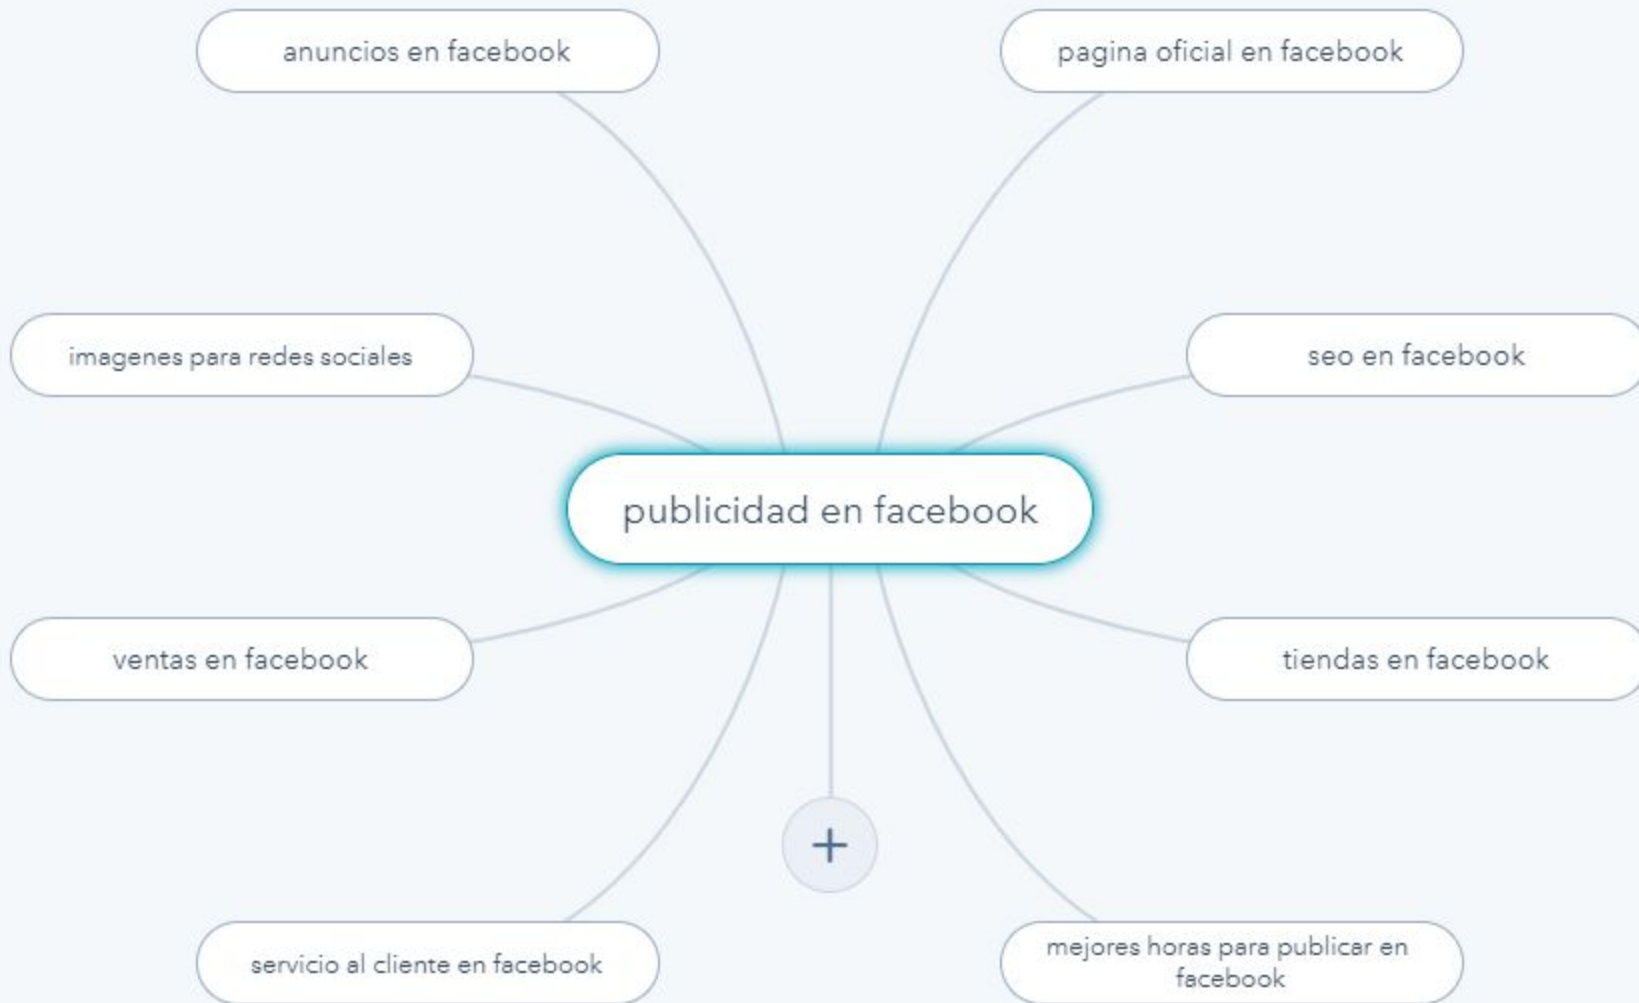 anuncios en facebook
pagina oficial en facebook
imagenes para redes sociales
seo en facebook
publicidad en facebook
ventas en facebook
tiendas en facebook
+
servicio al cliente en facebook
mejores horas para publicar en
facebook